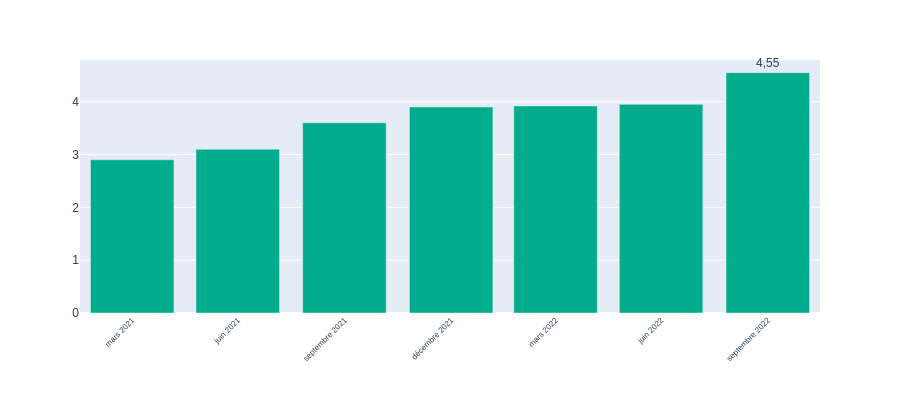 4,55
4
3
2
1
0
mars 2021
juin 2021
septembre 2021
décembre 2021
mars 2022
juin 2022
septembre 2022